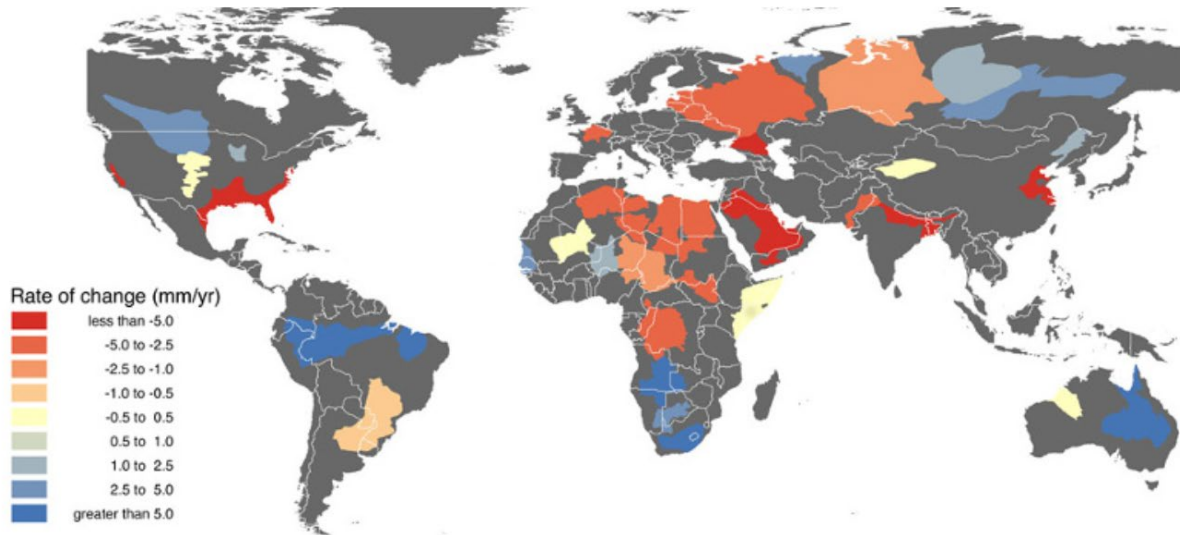 Rate of change (mm/yr)
less than -5.0
-5.0 to -2.5
-2.5 to -1.0
-1.0 to -0.5
-0.5 to 0.5
0.5 to 1.0
1.0 to 2.5
2.5 to 5.0
greater than 5.0